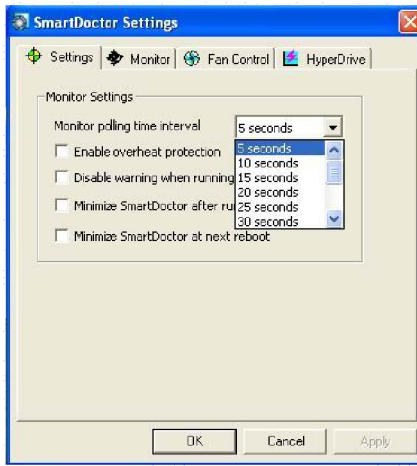 SmartDoctor Settings
Settings Monitor Fan Control HyperDrive
Monitor Settings
Monitor polling time interval 5 seconds
5 seconds
10 seconds
15 seconds
20 seconds
25 seconds
30 seconds
Enable overheat protection
Disable warning when running
Minimize SmartDoctor after
Minimize SmartDoctor at next reboot
OK Cancel Apply